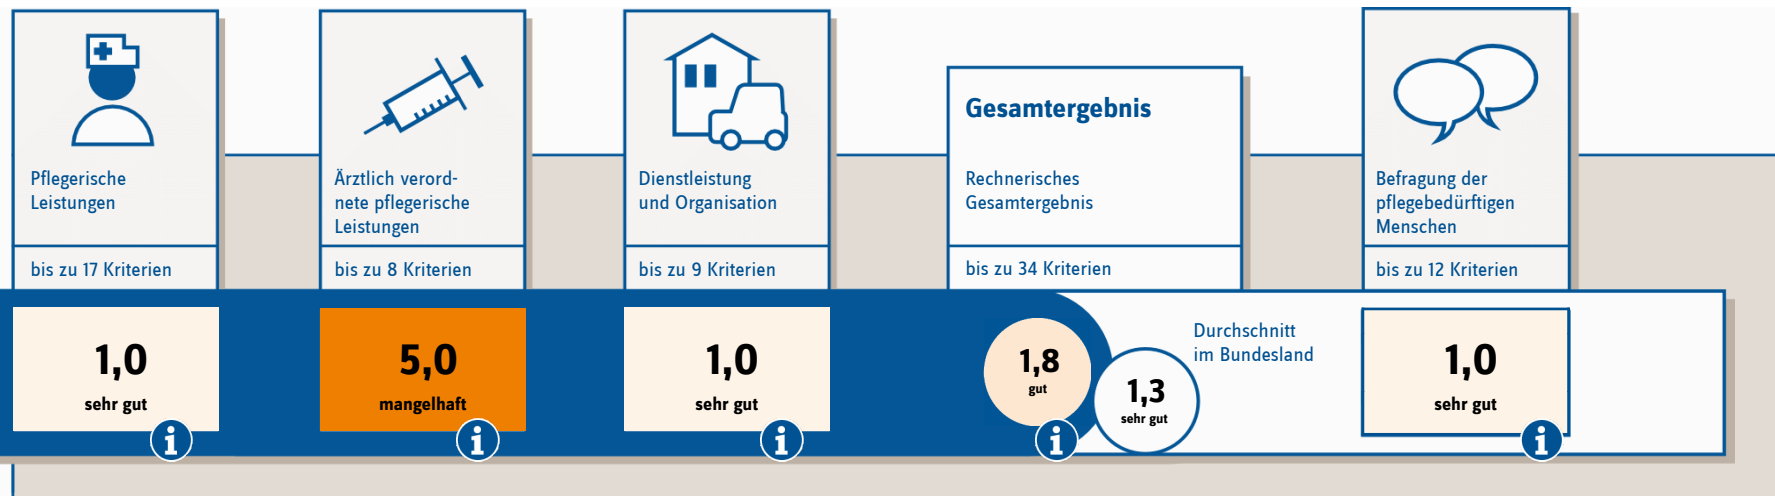 Pflegerische
Leistungen
bis zu 17 Kriterien
1,0
sehr gut
i
Ärztlich verord-
nete pflegerische
Leistungen
bis zu 8 Kriterien
5,0
mangelhaft
i
Dienstleistung
und Organisation
bis zu 9 Kriterien
1,0
sehr gut
i
Gesamtergebnis
Rechnerisches
Gesamtergebnis
bis zu 34 Kriterien
1,8
gut
i
1,3
sehr gut
Durchschnitt
im Bundesland
Befragung der
pflegebedürftigen
Menschen
bis zu 12 Kriterien
1,0
sehr gut
i